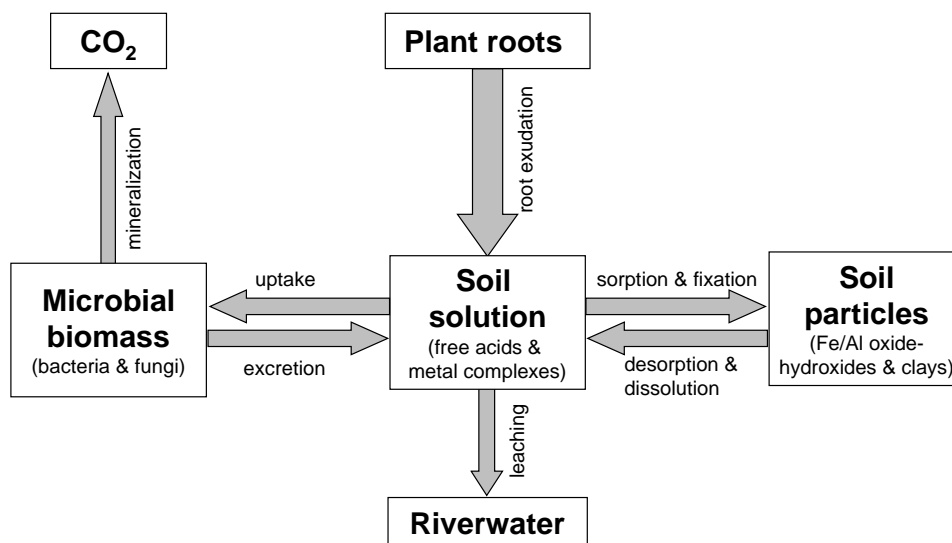 CO₂
Plant roots
mineralization
root exudation
uptake
sorption & fixation
Microbial
biomass
(bacteria & fungi)
Soil
solution
(free acids &
metal complexes)
Soil
particles
(Fe/Al oxide-
hydroxides & clays)
excretion
desorption &
dissolution
leaching
Riverwater